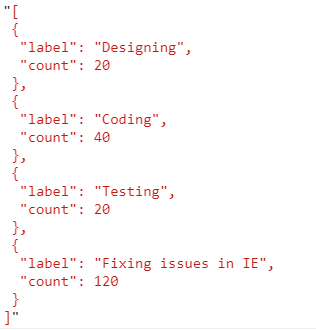 "[
 {
  "label": "Designing",
  "count": 20
 },
 {
  "label": "Coding",
  "count": 40
 },
 {
  "label": "Testing",
  "count": 20
 },
 {
  "label": "Fixing issues in IE",
  "count": 120
 }
]"